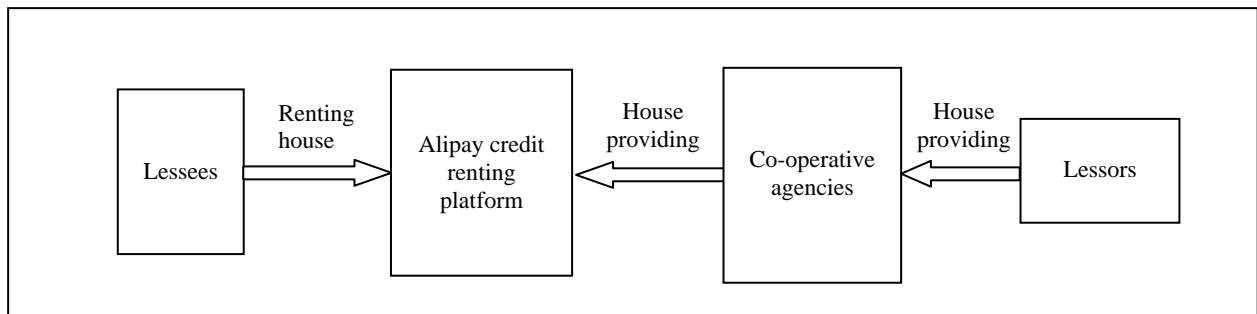 Lessees
Renting
house
Alipay credit
renting
platform
House
providing
Co-operative
agencies
House
providing
Lessors